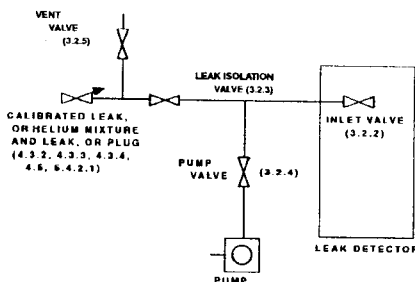 VENT
VALVE
(3.2.5)
LEAK ISOLATION
VALVE (3.2.3)
CALIBRATED LEAK,
OR HELIUM MIXTURE
AND LEAK, OR PLUG
(4.3.2, 4.3.3, 4.3.4,
4.5, 5.4.2.1)
INLET VALVE
(3.2.2)
PUMP
VALVE
(3.2.4)
LEAK DETECTOR
PUMP